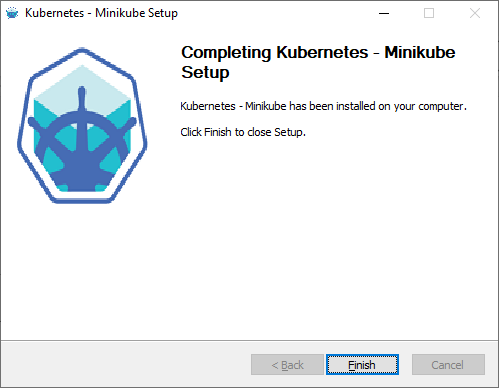 Kubernetes - Minikube Setup
Completing Kubernetes - Minikube
Setup
Kubernetes - Minikube has been installed on your computer.
Click Finish to close Setup.
< Back
Finish
Cancel